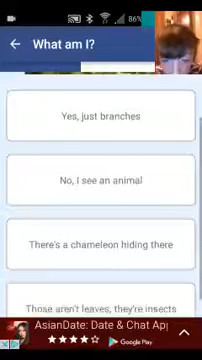 86%
What am I?
Yes, just branches
No, I see an animal
There's a chameleon hiding there
Those aren't leaves, they're insects
AsianDate: Date & Chat App
Google Play